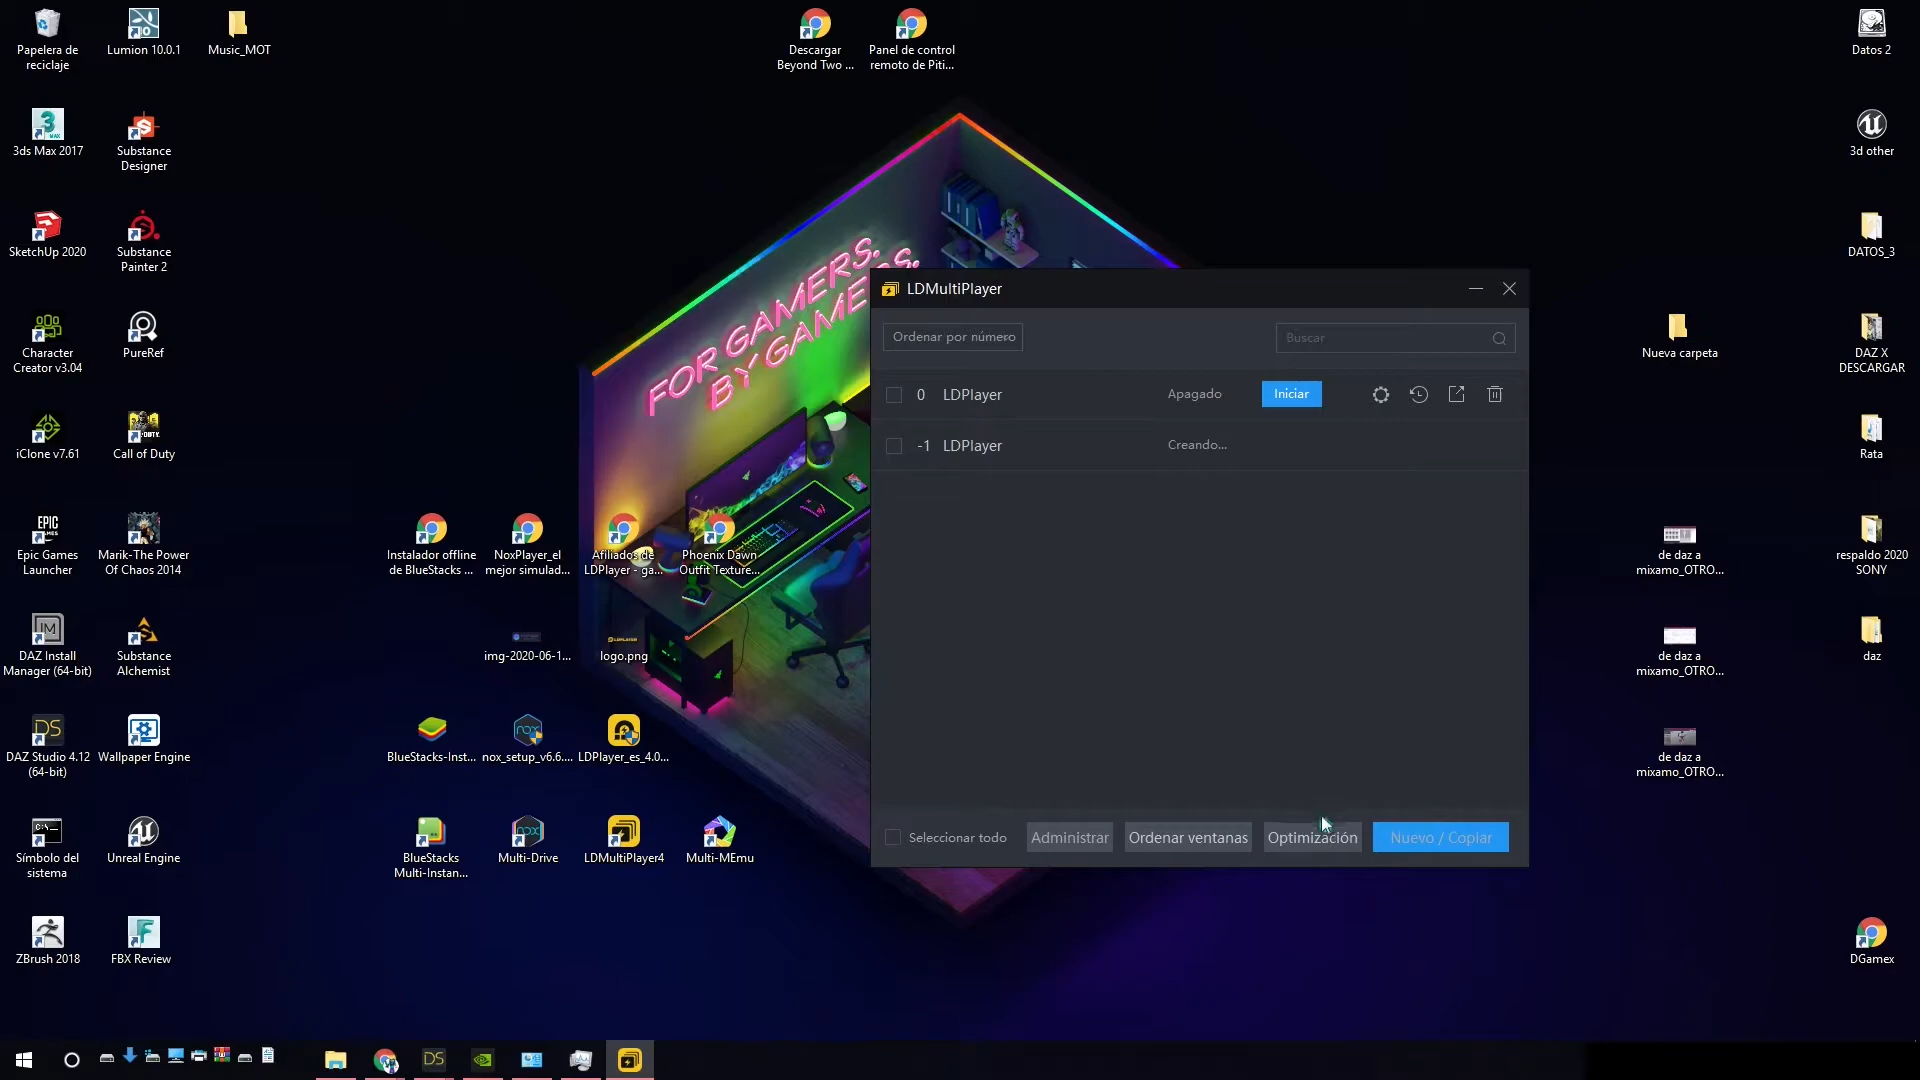 Papelera de
reciclaje
Lumion 10.0.1
Music_MOT
Descargar
Beyond Two ...
Panel de control
remoto de Piti...
Datos 2
3ds Max 2017
Substance
Designer
3d other
SketchUp 2020
Substance
Painter 2
DATOS_3
FOR GAMERS.
BY GAMERS.
LDMultiPlayer
Ordenar por número
Buscar
0 LDPlayer Apagado Iniciar
-1 LDPlayer Creando...
Seleccionar todo
Administrar
Ordenar ventanas
Optimización
Nuevo / Copiar
Character
Creator v3.04
PureRef
Nueva carpeta
DAZ X
DESCARGAR
iClone v7.61
Call of Duty
Rata
Epic Games
Launcher
Marik-The Power
Of Chaos 2014
Instalador offline
de BlueStacks ...
NoxPlayer_el
mejor simulad...
Afiliados de
LDPlayer - ga...
Phoenix Dawn
Outfit Texture...
de daz a
mixamo_OTRO...
respaldo 2020
SONY
DAZ Install
Manager (64-bit)
Substance
Alchemist
img-2020-06-1...
logo.png
de daz a
mixamo_OTRO...
daz
DAZ Studio 4.12
(64-bit)
Wallpaper Engine
BlueStacks-Inst...
nox_setup_v6.6....
LDPlayer_es_4.0...
de daz a
mixamo_OTRO...
Símbolo del
sistema
Unreal Engine
BlueStacks
Multi-Instan...
Multi-Drive
LDMultiPlayer4
Multi-MEmu
ZBrush 2018
FBX Review
DGamex